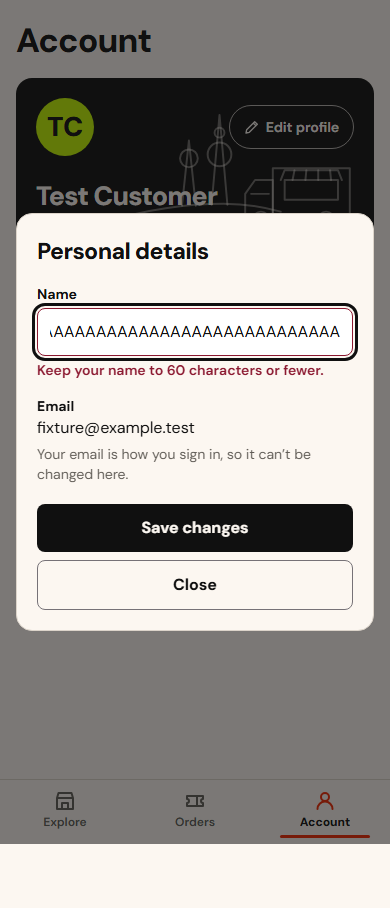 Account
TC
Edit profile
Test Customer
Personal details
Name
AAAAAAAAAAAAAAAAAAAAAAAAAAA
Keep your name to 60 characters or fewer.
Email
fixture@example.test
Your email is how you sign in, so it can’t be
changed here.
Save changes
Close
Explore
Orders
Account